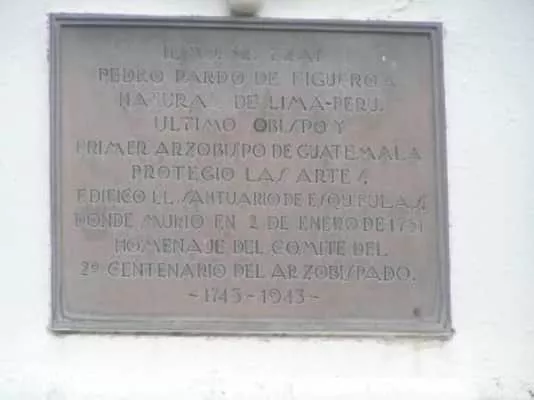 PEDRO PARDO DE FIGUEROA
NATURAL DE LIMA-PERU.
ULTIMO OBISPO Y
PRIMER ARZOBISPO DE GUATEMALA
PROTEGIO LAS ARTES,
EDIFICO EL SANTUARIO DE ESQUIPULAS,
DONDE MURIO EN 2 DE ENERO DE 1751
HOMENAJE DEL COMITE DEL
2º CENTENARIO DEL ARZOBISPADO.
-1743-1943-